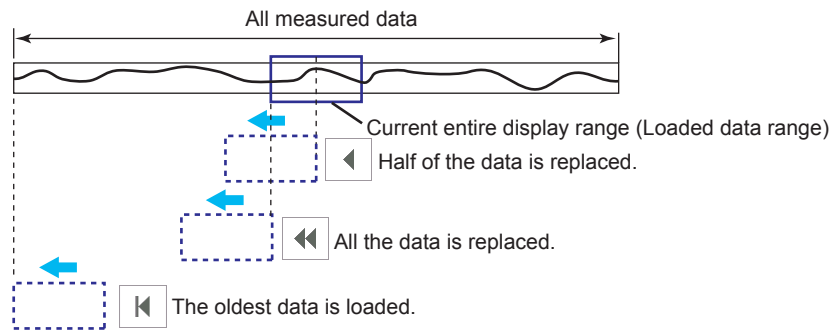 All measured data
Current entire display range (Loaded data range)
Half of the data is replaced.
All the data is replaced.
The oldest data is loaded.